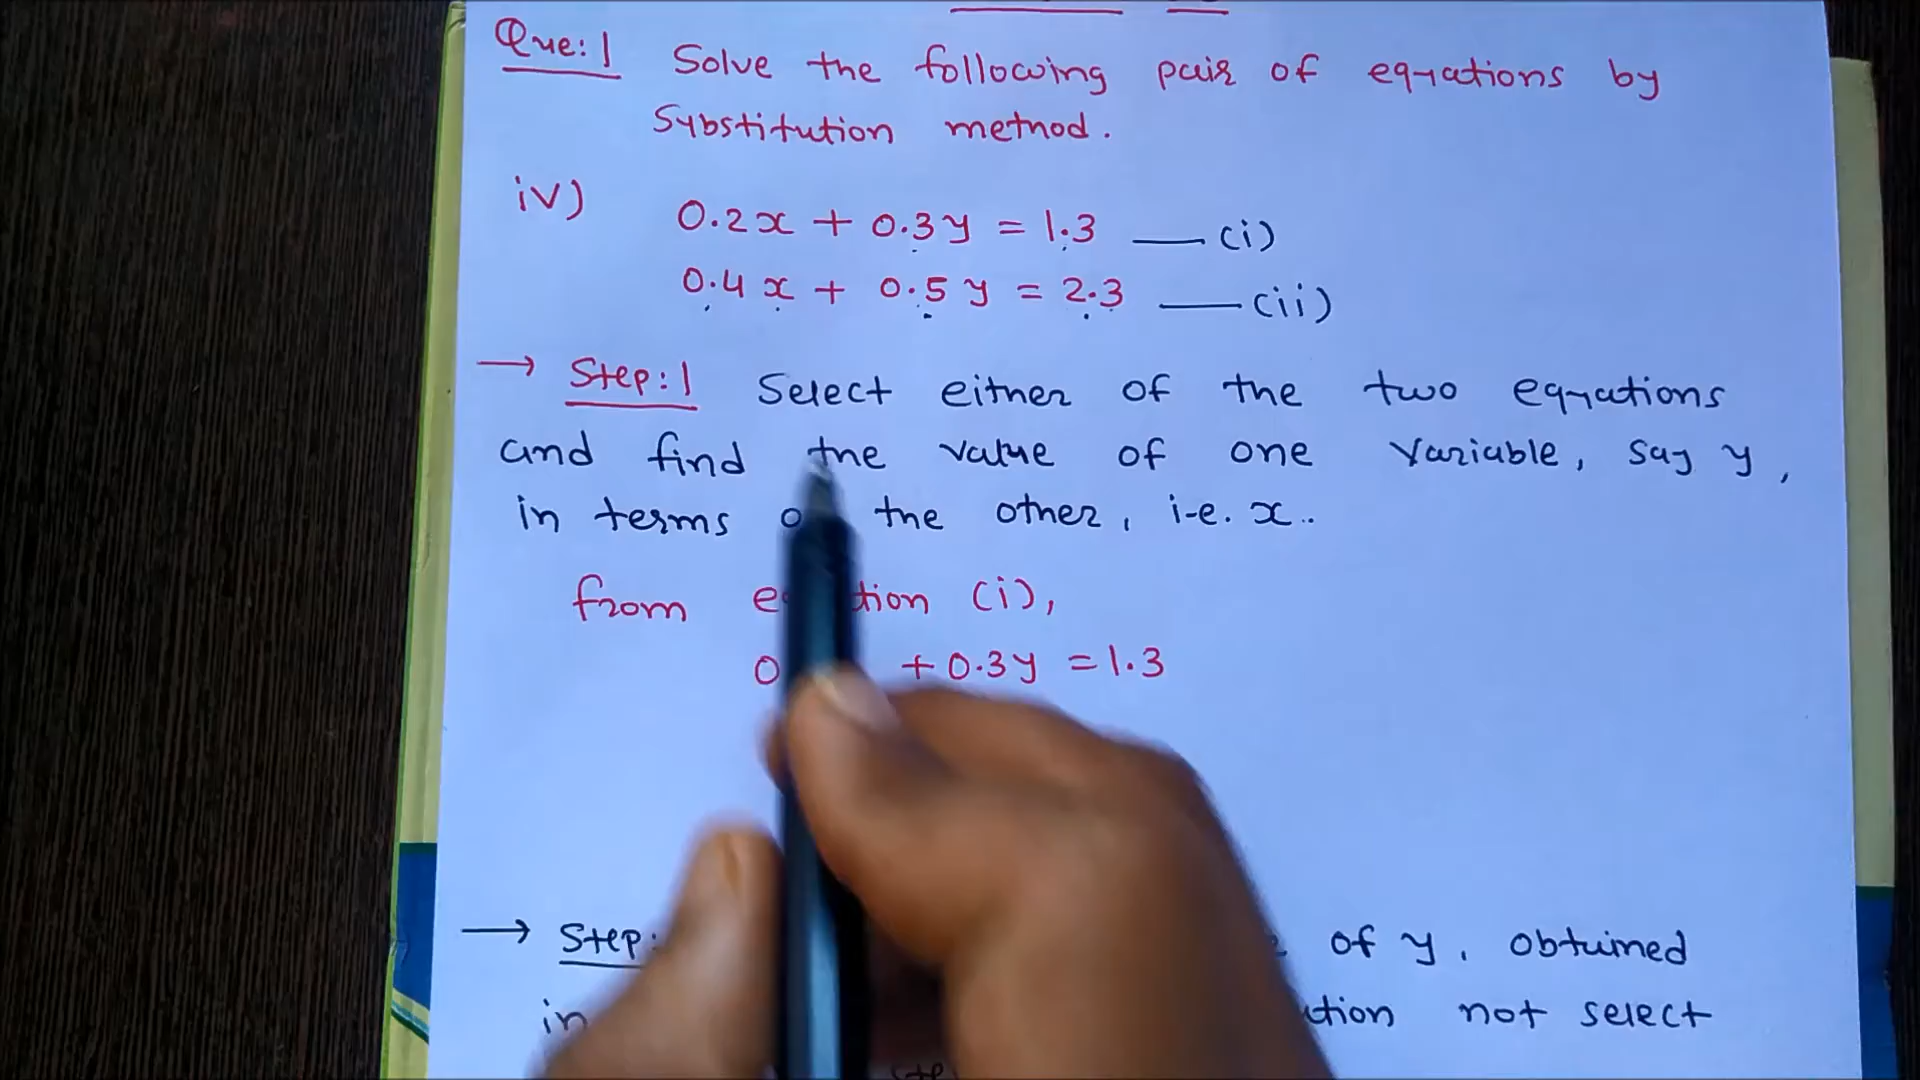 Que: 1 Solve the following pair of equations by
Substitution method.
iv) 0.2x + 0.3y = 1.3 —— (i)
0.4x + 0.5y = 2.3 —— (ii)
→ Step: 1 Select either of the two equations
and find the value of one variable, say y,
in terms the other, i.e. x..
from (i),
+ 0.3y = 1.3
→ Step: of y, obtained
in not select